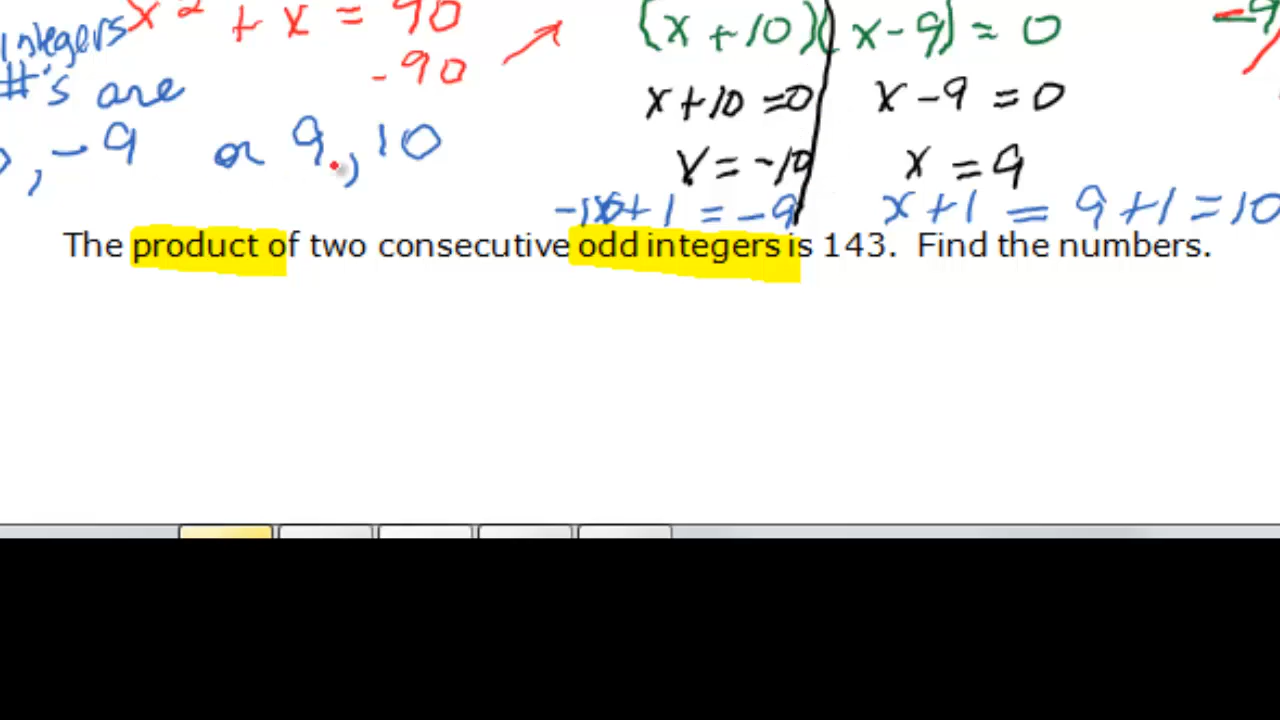 Integers x² + x = 90
- 90
#'s are
, -9 or 9, 10
(x + 10)(x - 9) = 0
x + 10 = 0 x - 9 = 0
x = -10 x = 9
+ 1 = -9 x + 1 = 9 + 1 = 10
-9
The product of two consecutive odd integers is 143. Find the numbers.